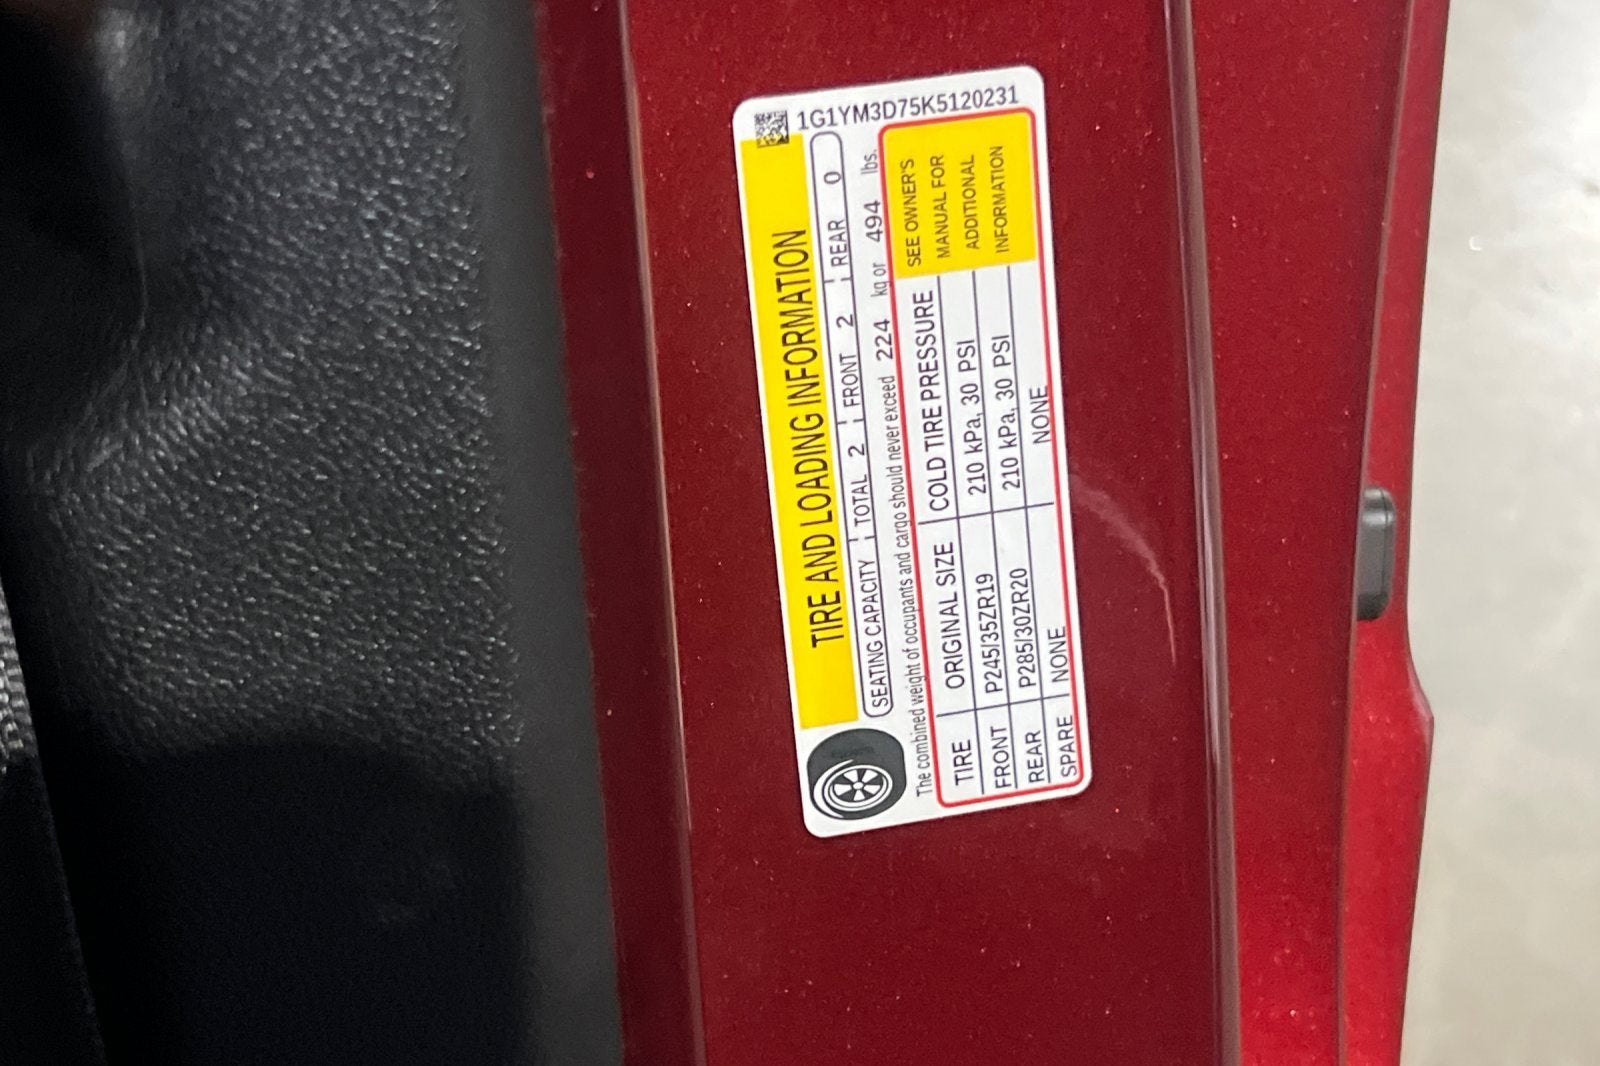 1G1YM3D75K5120231
TIRE AND LOADING INFORMATION
SEATING CAPACITY TOTAL 2 FRONT 2 REAR 0
The combined weight of occupants and cargo should never exceed 224 kg or 494 lbs.
TIRE ORIGINAL SIZE COLD TIRE PRESSURE
FRONT P245/35ZR19 210 kPa, 30 PSI
REAR P285/30ZR20 210 kPa, 30 PSI
SPARE NONE NONE
SEE OWNER'S
MANUAL FOR
ADDITIONAL
INFORMATION